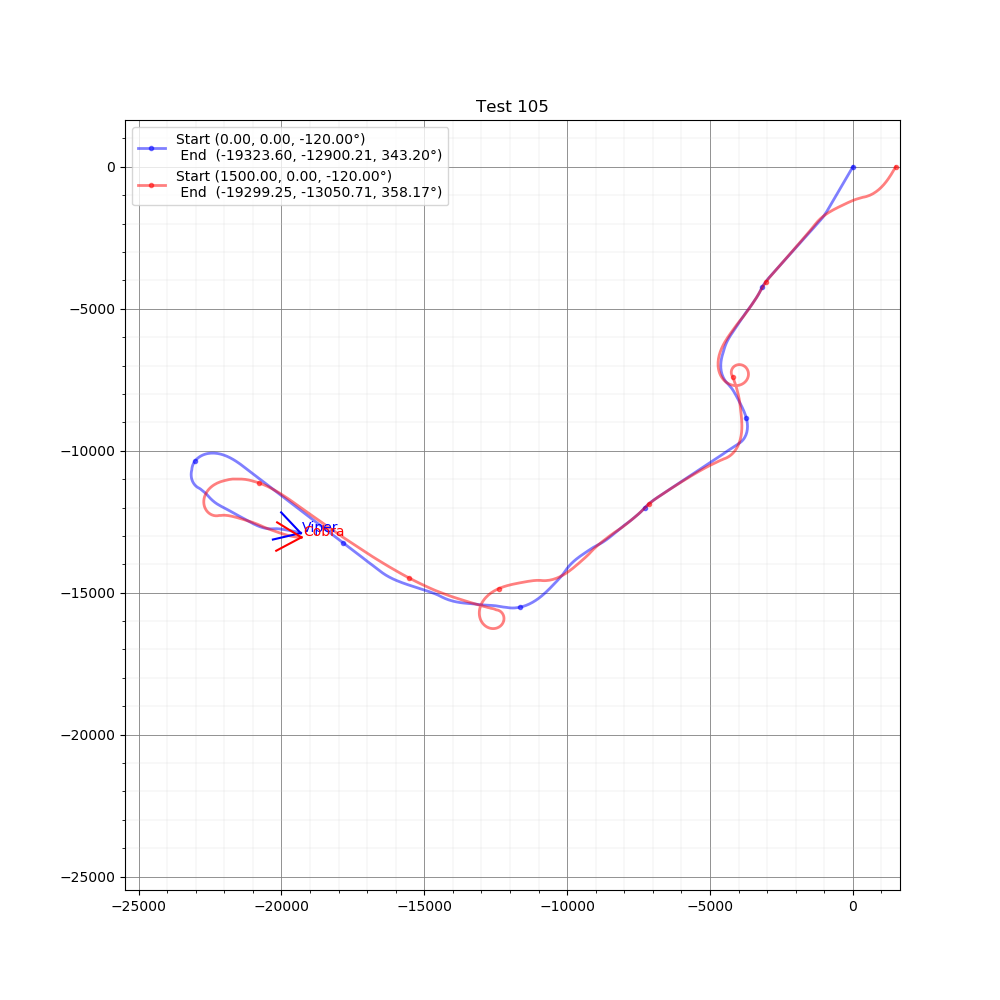 Test 105
Start (0.00, 0.00, -120.00°)
End (-19323.60, -12900.21, 343.20°)
Start (1500.00, 0.00, -120.00°)
End (-19299.25, -13050.71, 358.17°)
0
−5000
−10000
−15000
−20000
−25000
Viper
Cobra
−25000 −20000 −15000 −10000 −5000 0